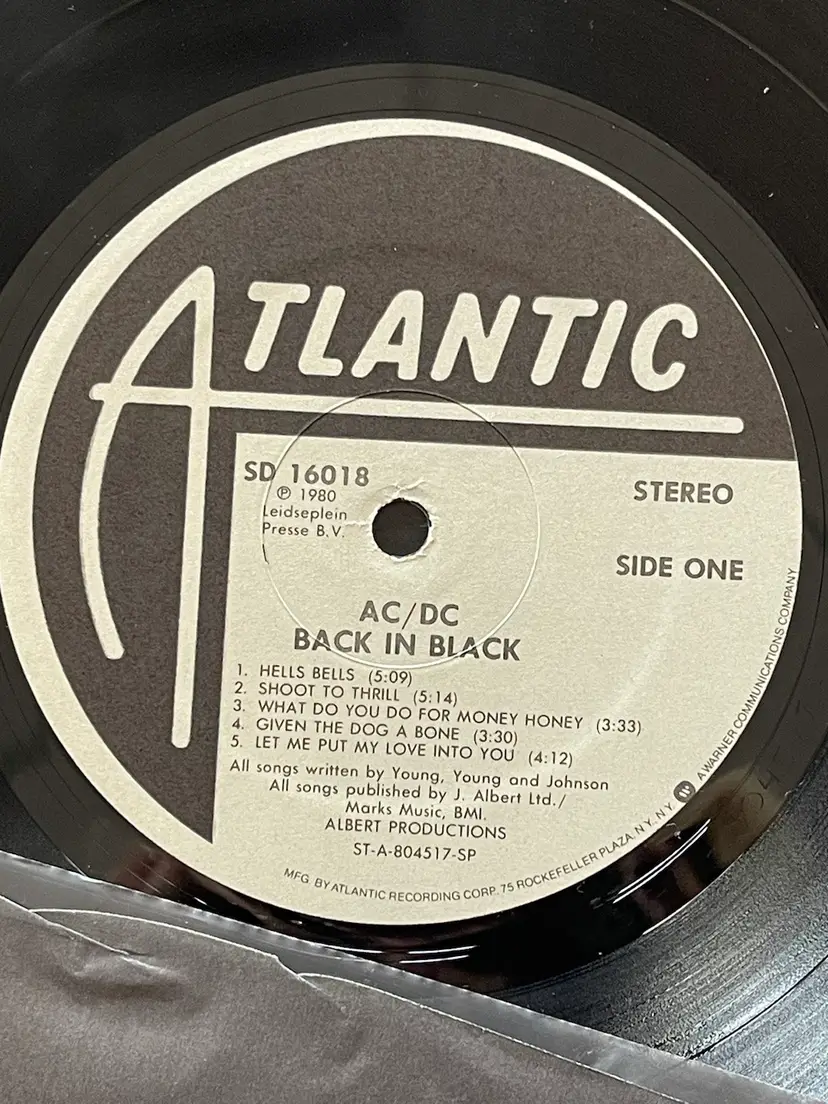 ATLANTIC
SD 16018
℗ 1980
Leidseplein
Presse B.V.
STEREO
SIDE ONE
AC/DC
BACK IN BLACK
1. HELLS BELLS (5:09)
2. SHOOT TO THRILL (5:14)
3. WHAT DO YOU DO FOR MONEY HONEY (3:33)
4. GIVEN THE DOG A BONE (3:30)
5. LET ME PUT MY LOVE INTO YOU (4:12)
All songs written by Young, Young and Johnson
All songs published by J. Albert Ltd./
Marks Music, BMI.
ALBERT PRODUCTIONS
ST-A-804517-SP
MFG. BY ATLANTIC RECORDING CORP. 75 ROCKEFELLER PLAZA. N.Y. N.Y. A WARNER COMMUNICATIONS COMPANY